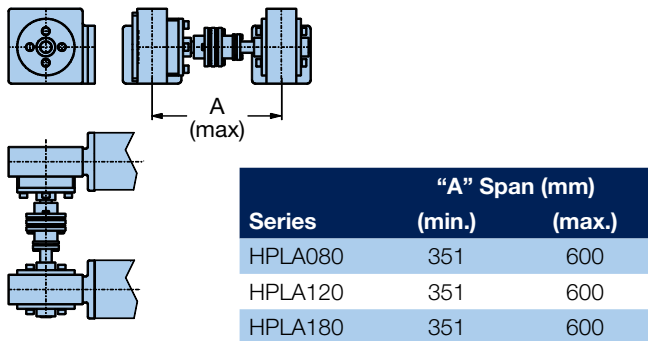 A
(max)
“A” Span (mm)
Series (min.) (max.)
HPLA080 351 600
HPLA120 351 600
HPLA180 351 600